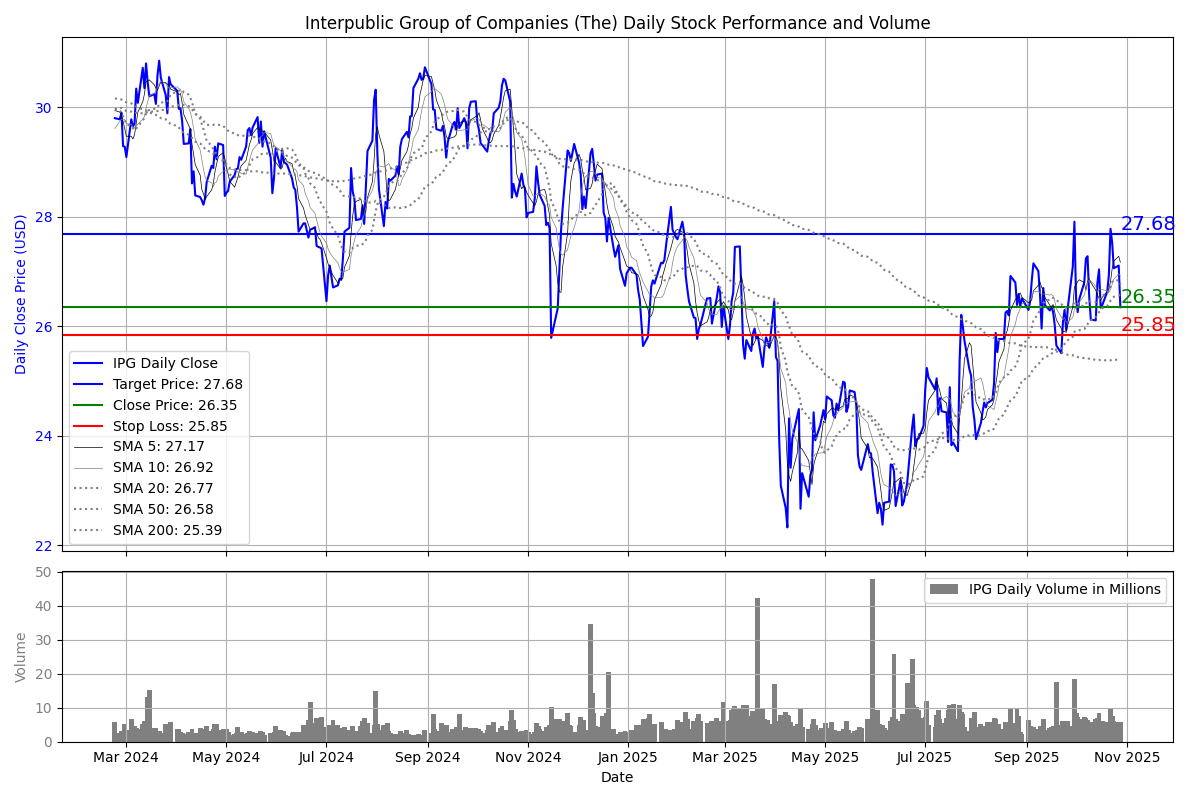 Interpublic Group of Companies (The) Daily Stock Performance and Volume
Daily Close Price (USD)
30
28
26
24
22
27.68
26.35
25.85
IPG Daily Close
Target Price: 27.68
Close Price: 26.35
Stop Loss: 25.85
SMA 5: 27.17
SMA 10: 26.92
SMA 20: 26.77
SMA 50: 26.58
SMA 200: 25.39
Volume
50
40
30
20
10
0
IPG Daily Volume in Millions
Mar 2024
May 2024
Jul 2024
Sep 2024
Nov 2024
Jan 2025
Mar 2025
May 2025
Jul 2025
Sep 2025
Nov 2025
Date